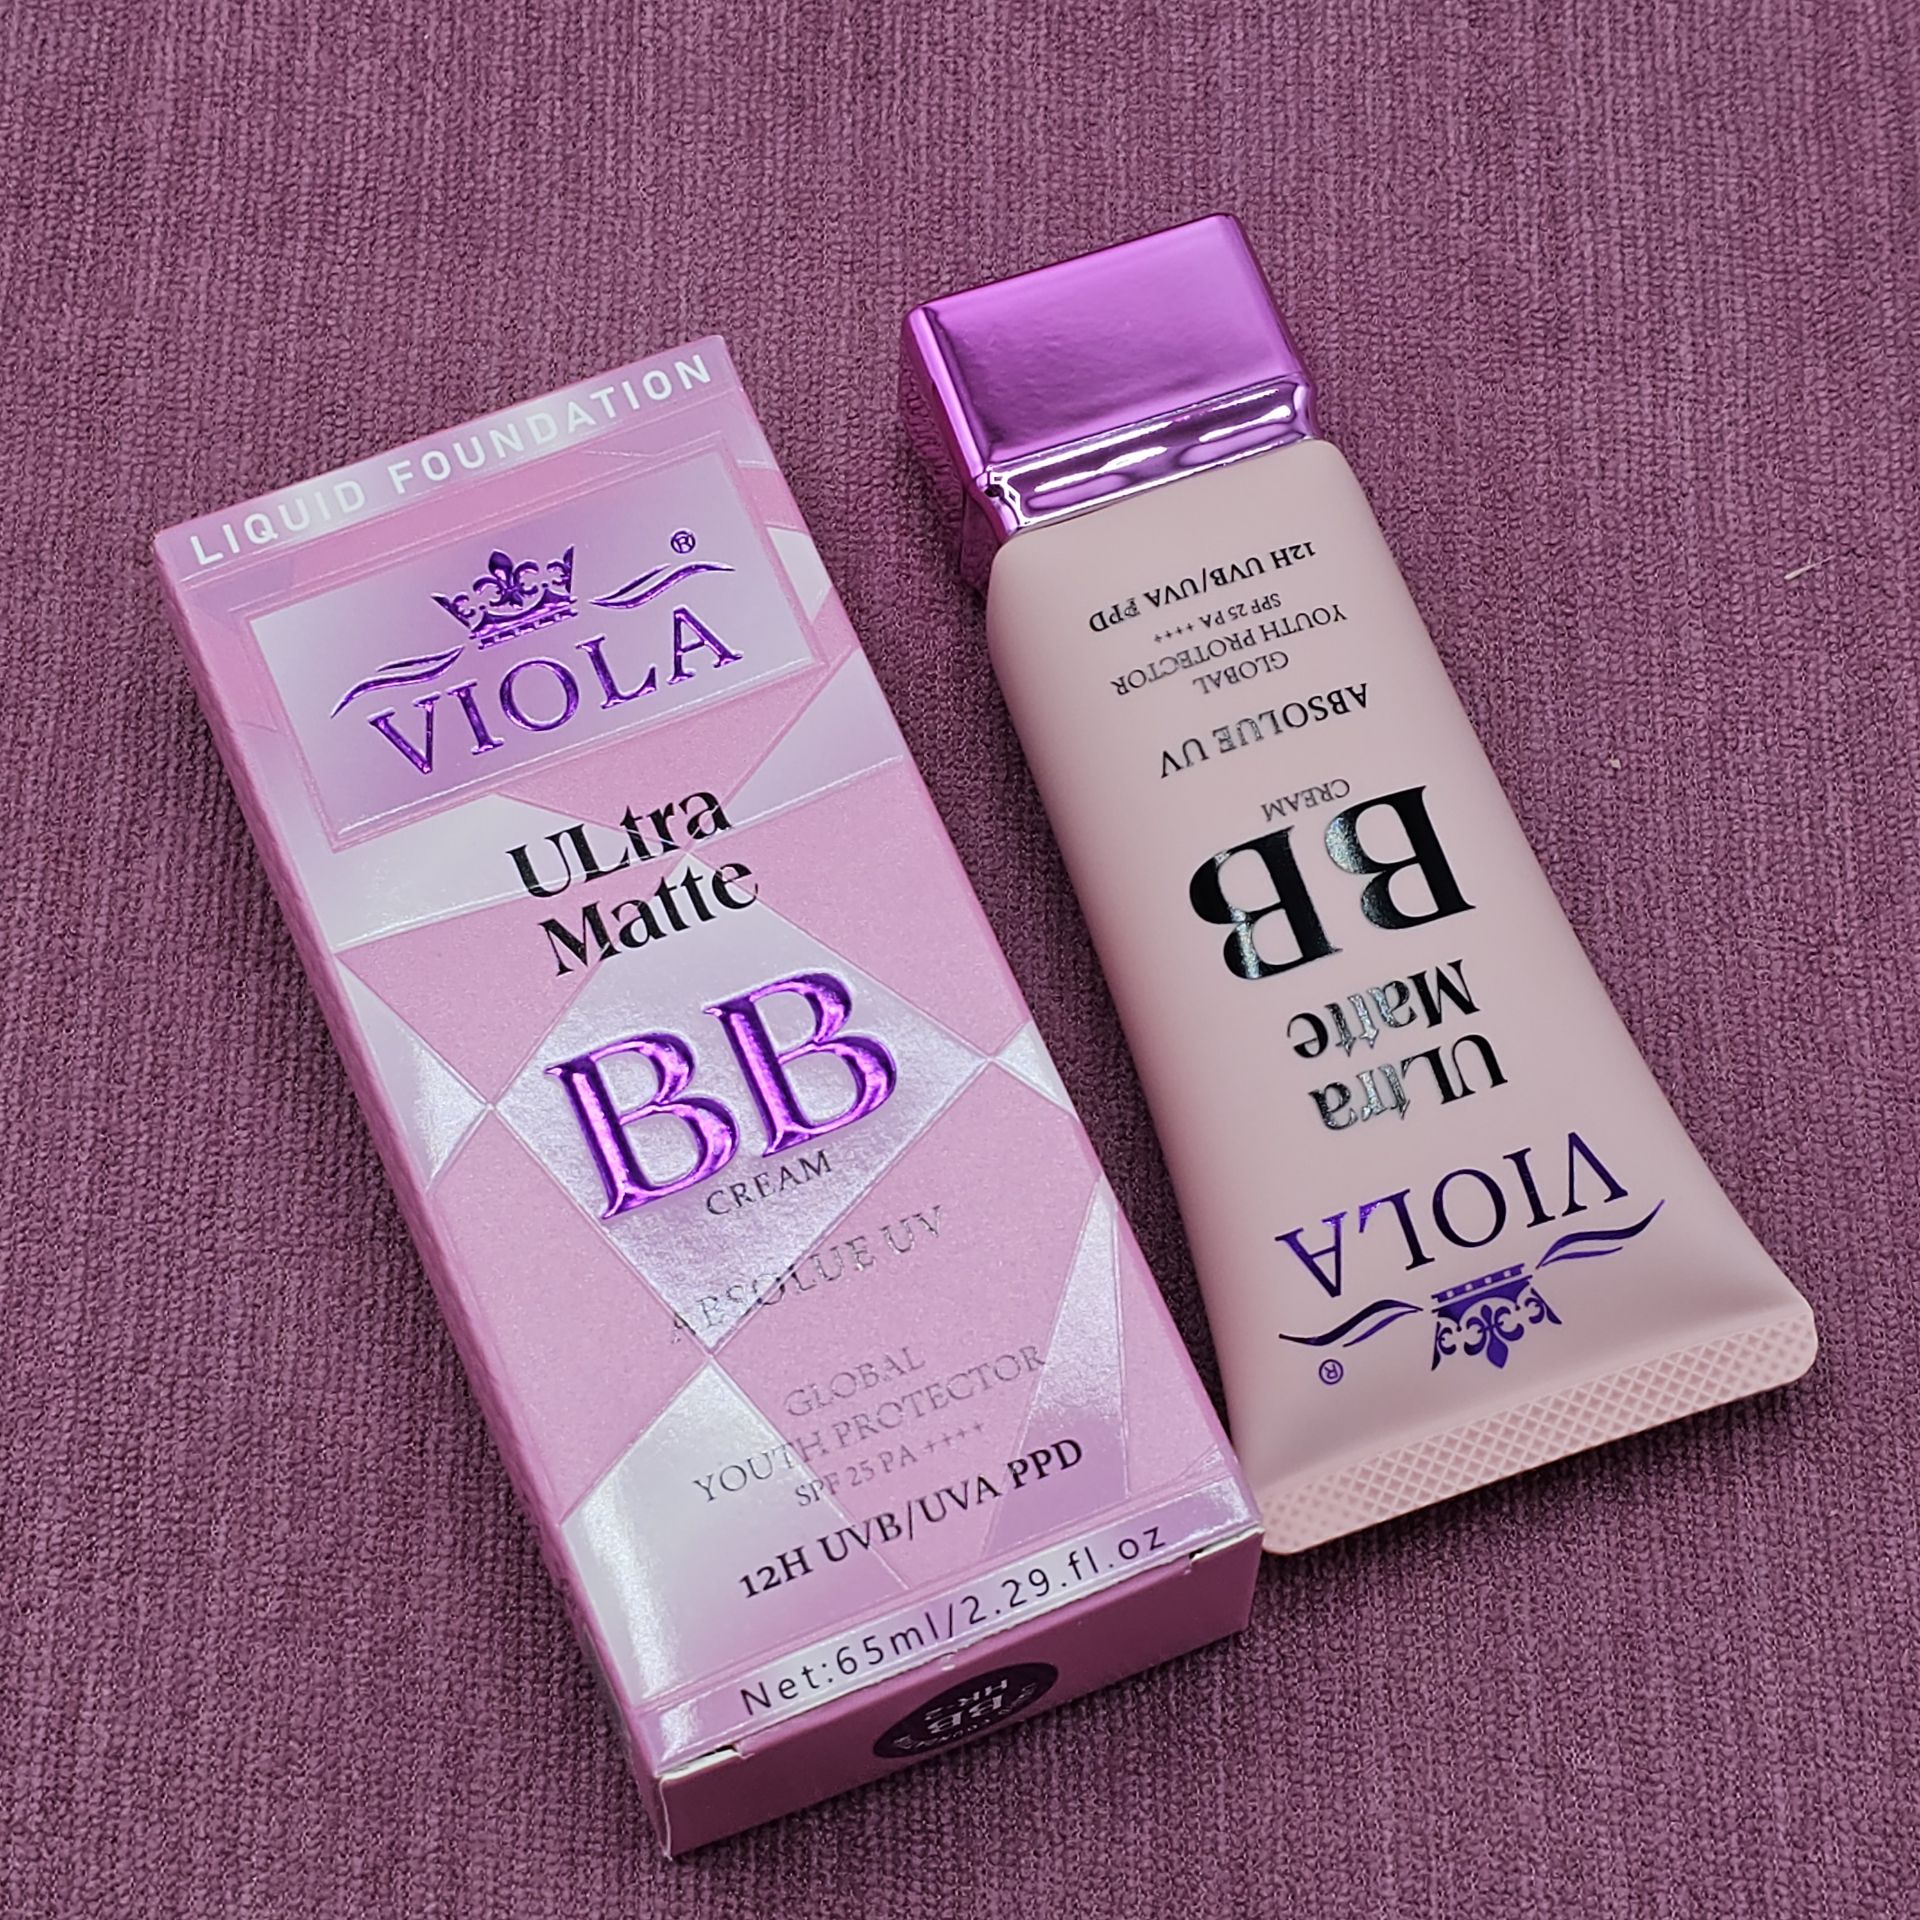 LIQUID FOUNDATION
®
VIOLA
ULtra
Matte
BB
CREAM
ABSOLUE UV
GLOBAL
YOUTH PROTECTOR
SPF 25 PA ++++
12H UVB/UVA PPD
Net:65ml/2.29.fl.oz
BB
®
VIOLA
ULtra
Matte
BB
CREAM
ABSOLUE UV
GLOBAL
YOUTH PROTECTOR
SPF 25 PA ++++
12H UVB/UVA PPD